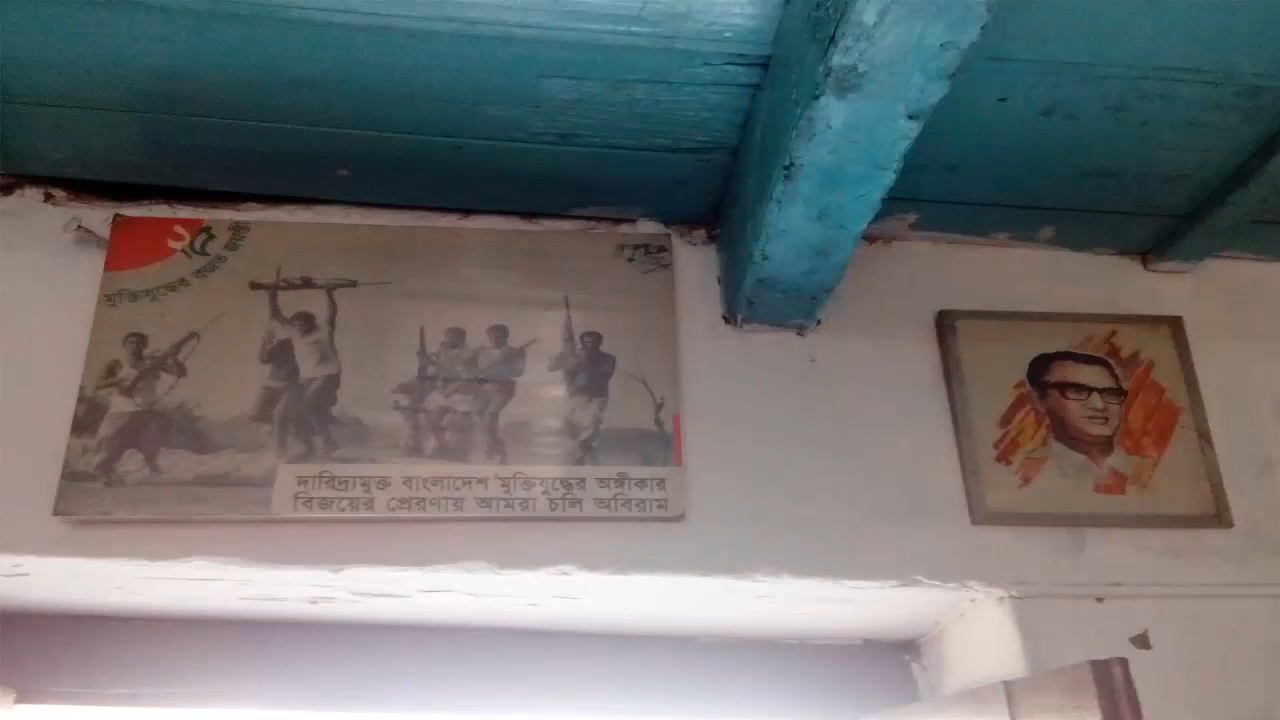 ২৫
মুক্তিযুদ্ধের রজত জয়ন্তী
দারিদ্র্যমুক্ত বাংলাদেশ মুক্তিযুদ্ধের অঙ্গীকার
বিজয়ের প্রেরণায় আমরা চলি অবিরাম